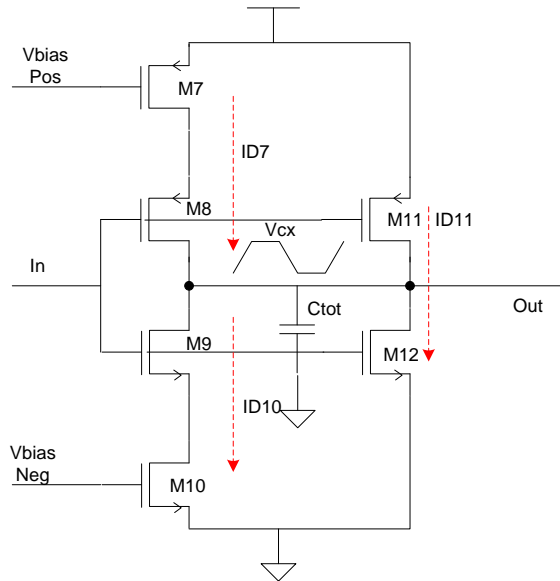 Vbias
Pos
M7
ID7
M8
M11
ID11
Vcx
In
Ctot
Out
M9
M12
ID10
Vbias
Neg
M10